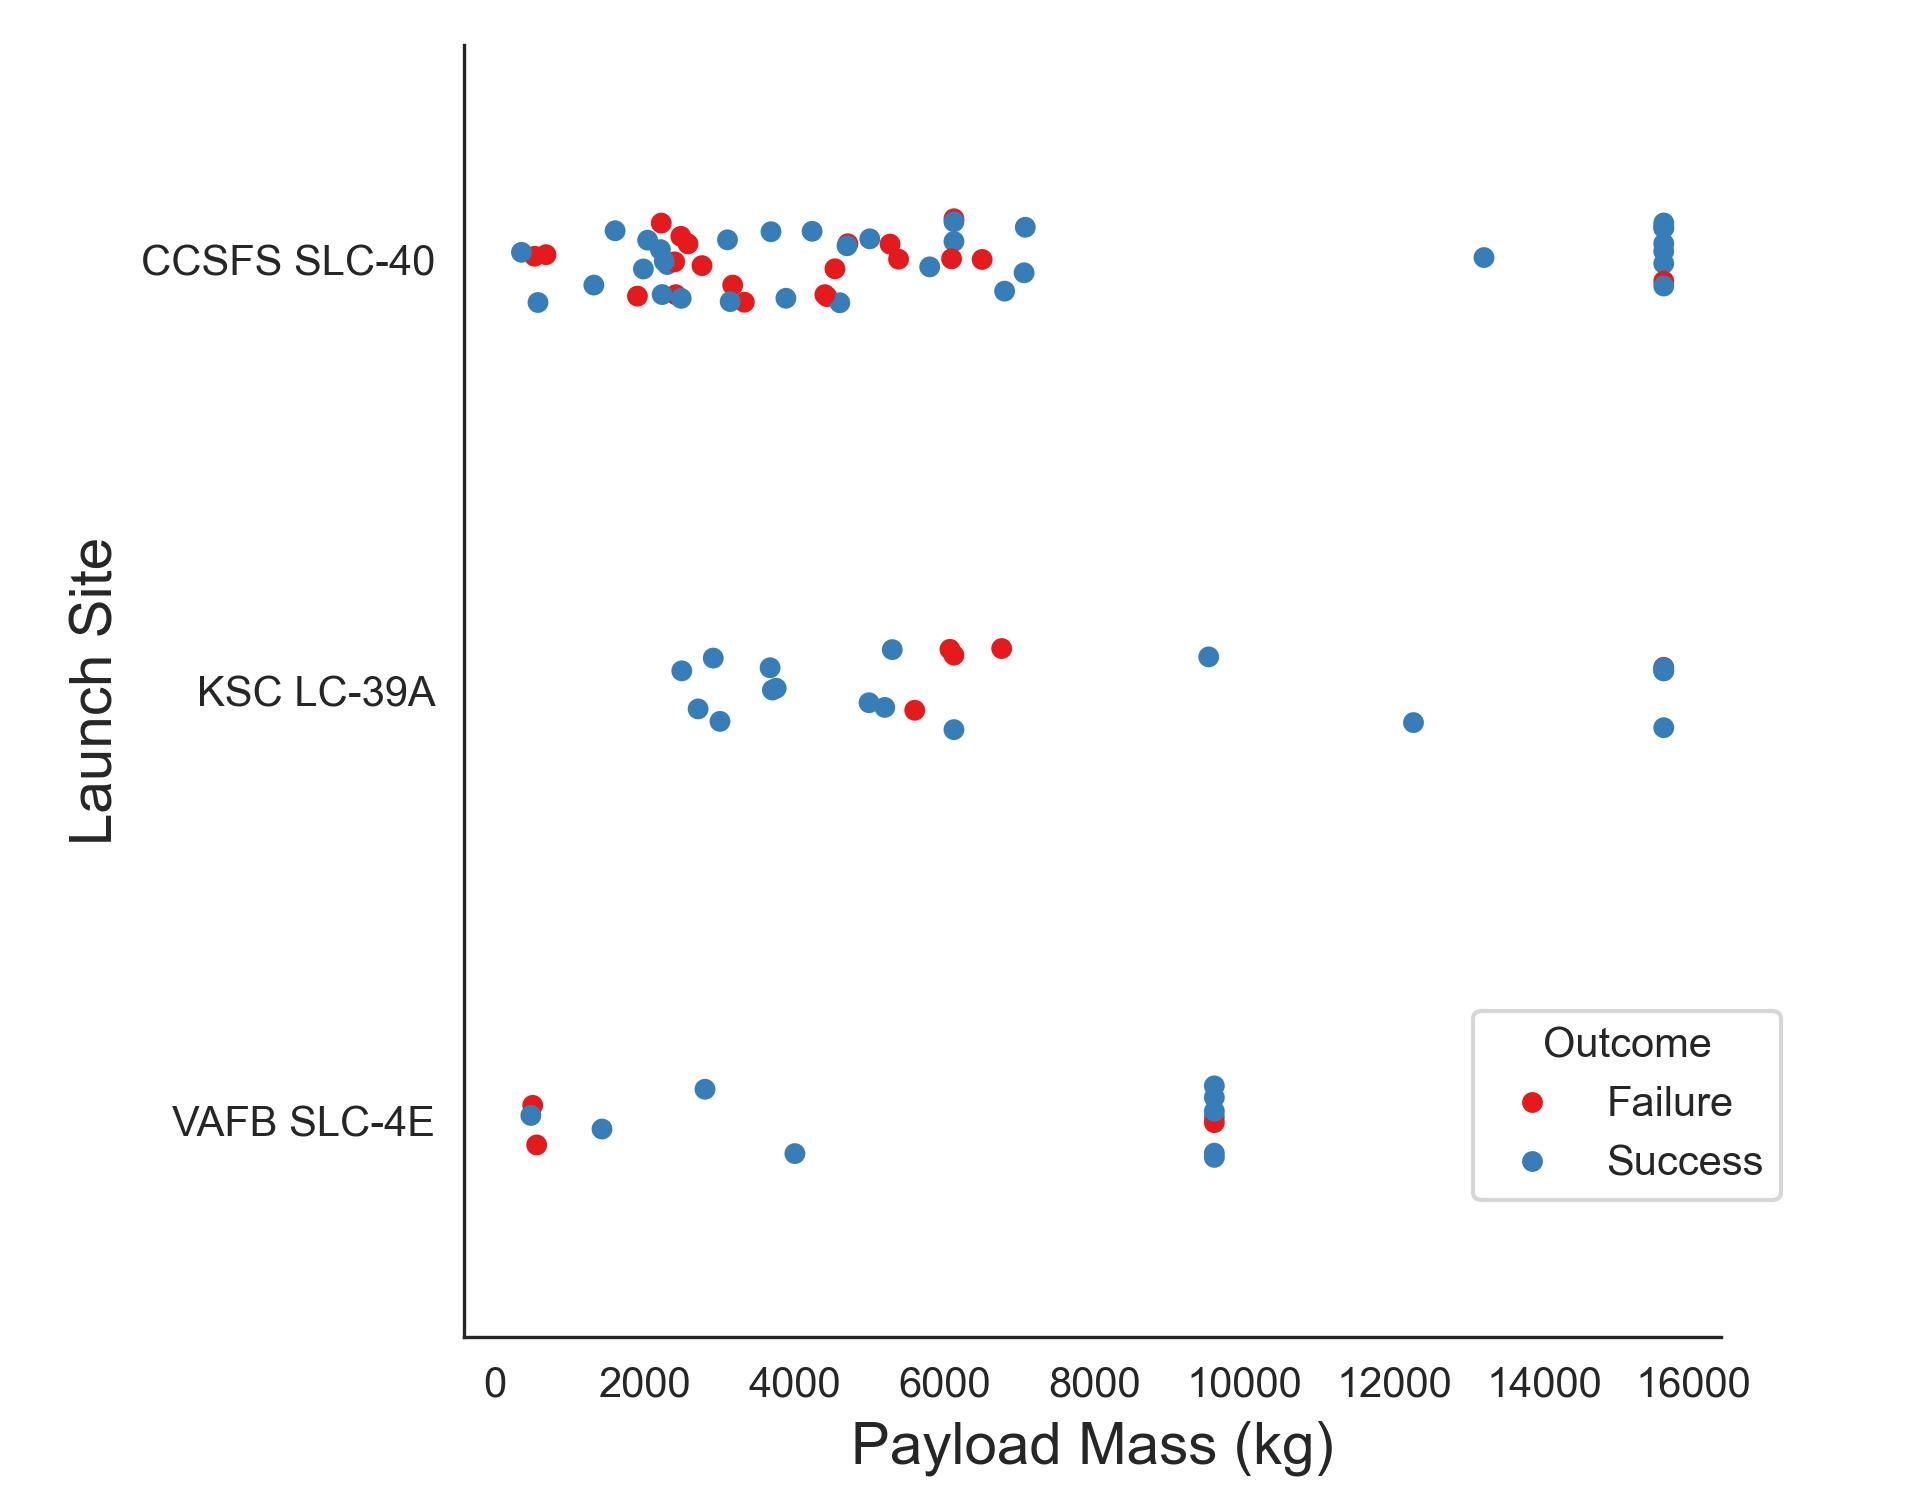 CCSFS SLC-40
KSC LC-39A
VAFB SLC-4E
Launch Site
Outcome
Failure
Success
0 2000 4000 6000 8000 10000 12000 14000 16000
Payload Mass (kg)